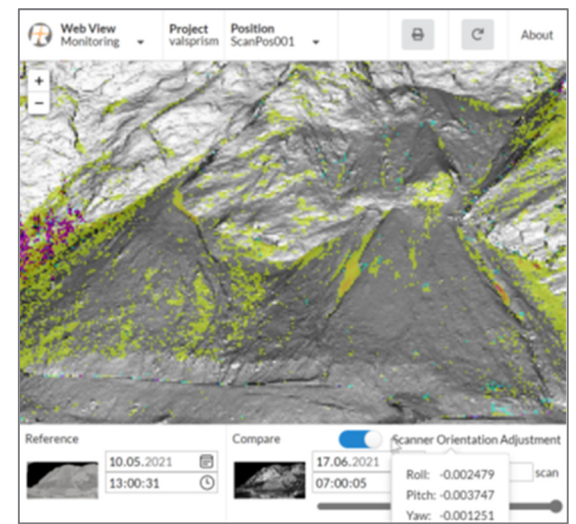 Web View Project Position
Monitoring valsprism ScanPos001 About
+
−
Reference Compare Scanner Orientation Adjustment
10.05.2021 17.06.2021
13:00:31 07:00:05 scan
Roll: -0.002479
Pitch: -0.003747
Yaw: -0.001251